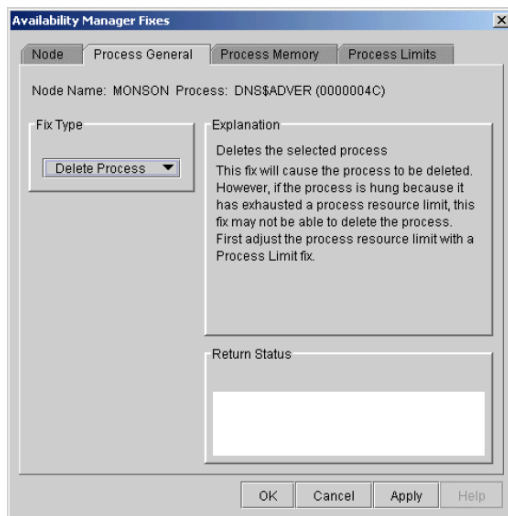 Availability Manager Fixes
Node Process General Process Memory Process Limits
Node Name: MONSON Process: DNS$ADVER (0000004C)
Fix Type
Delete Process
Explanation
Deletes the selected process
This fix will cause the process to be deleted.
However, if the process is hung because it
has exhausted a process resource limit, this
fix may not be able to delete the process.
First adjust the process resource limit with a
Process Limit fix.
Return Status
OK Cancel Apply Help